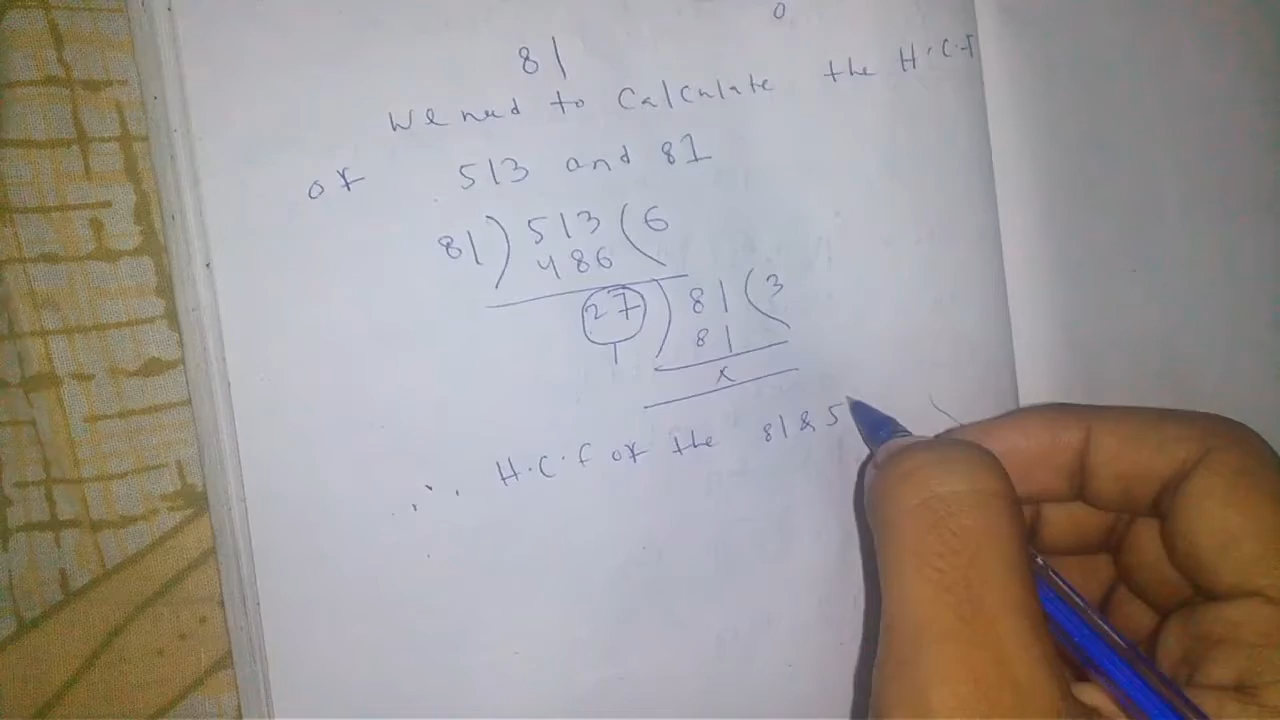 0
81
We need to Calculate the H.C.F
of 513 and 81
81 ) 513 ( 6
486
27 ) 81 ( 3
81
x
∴ H.C.F of the 81 & 5